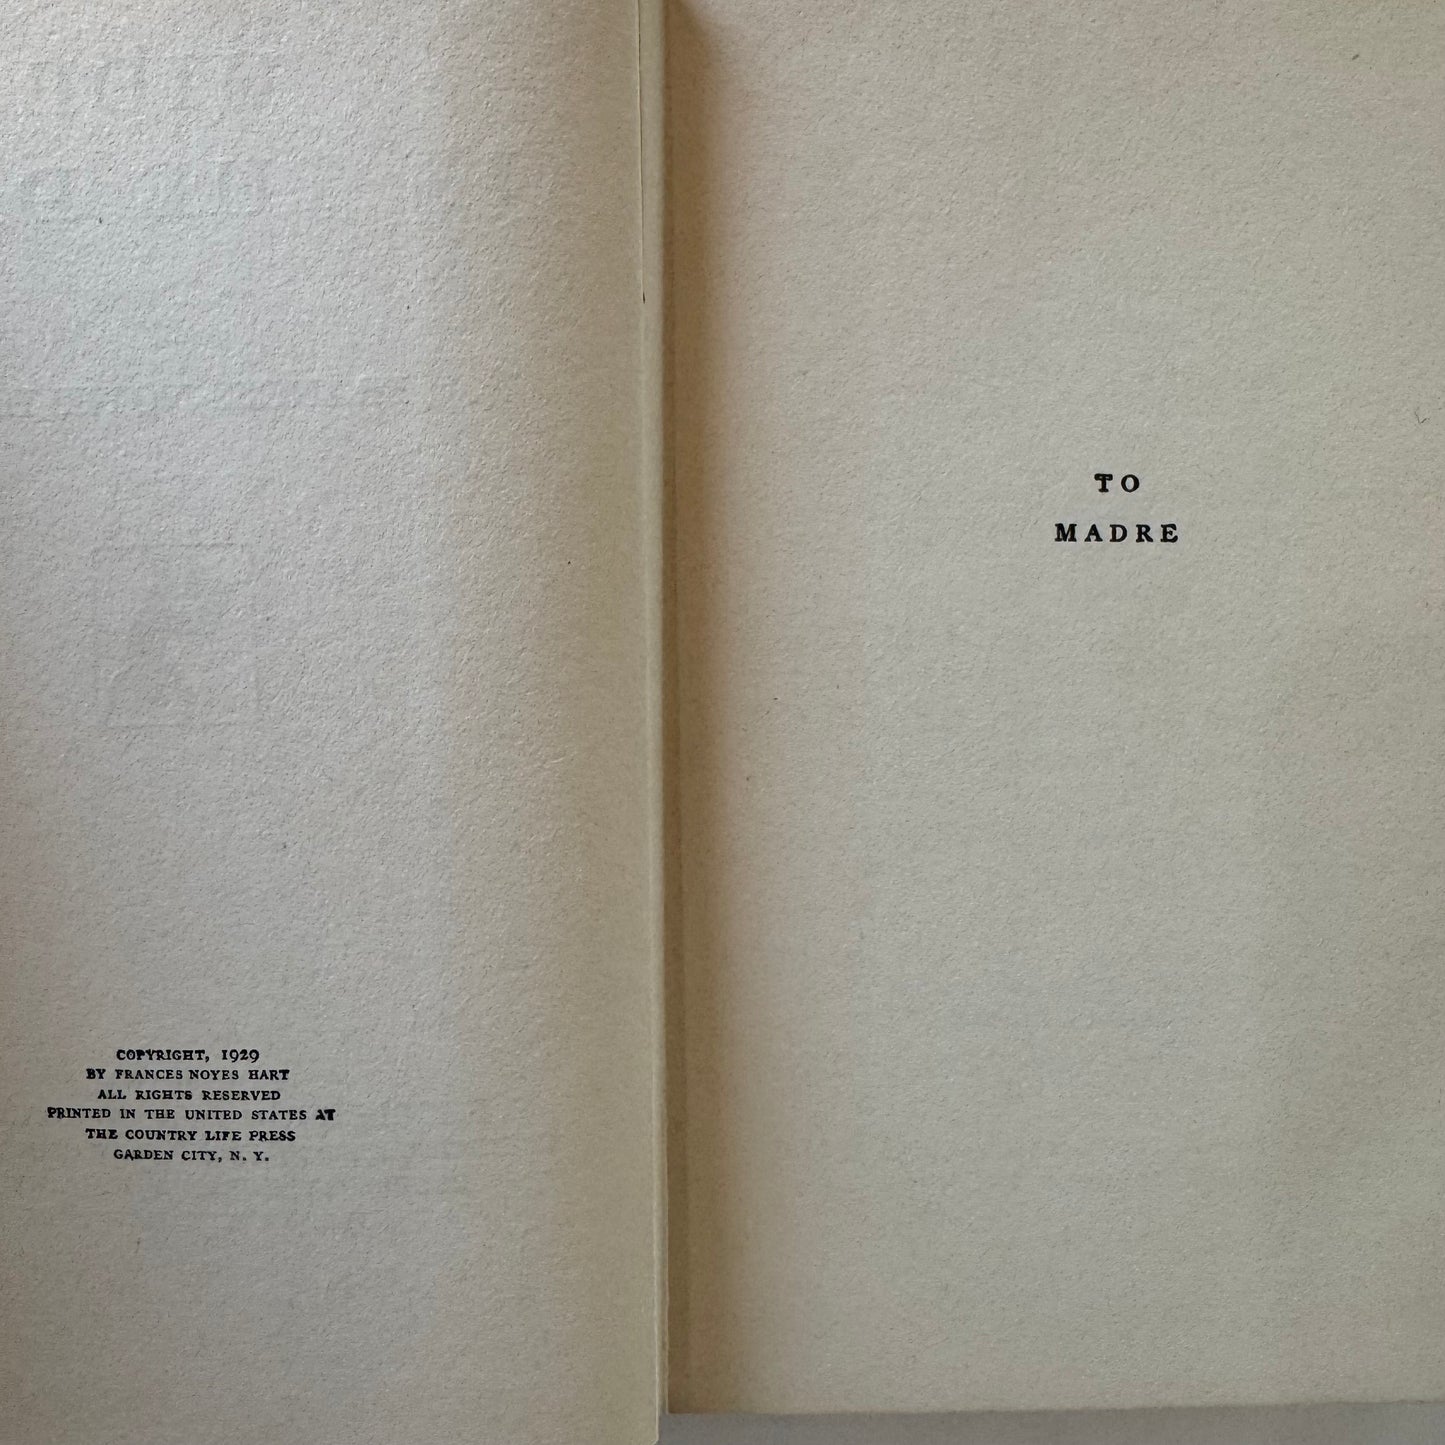 COPYRIGHT, 1929
BY FRANCES NOYES HART
ALL RIGHTS RESERVED
PRINTED IN THE UNITED STATES AT
THE COUNTRY LIFE PRESS
GARDEN CITY, N. Y.
TO
MADRE